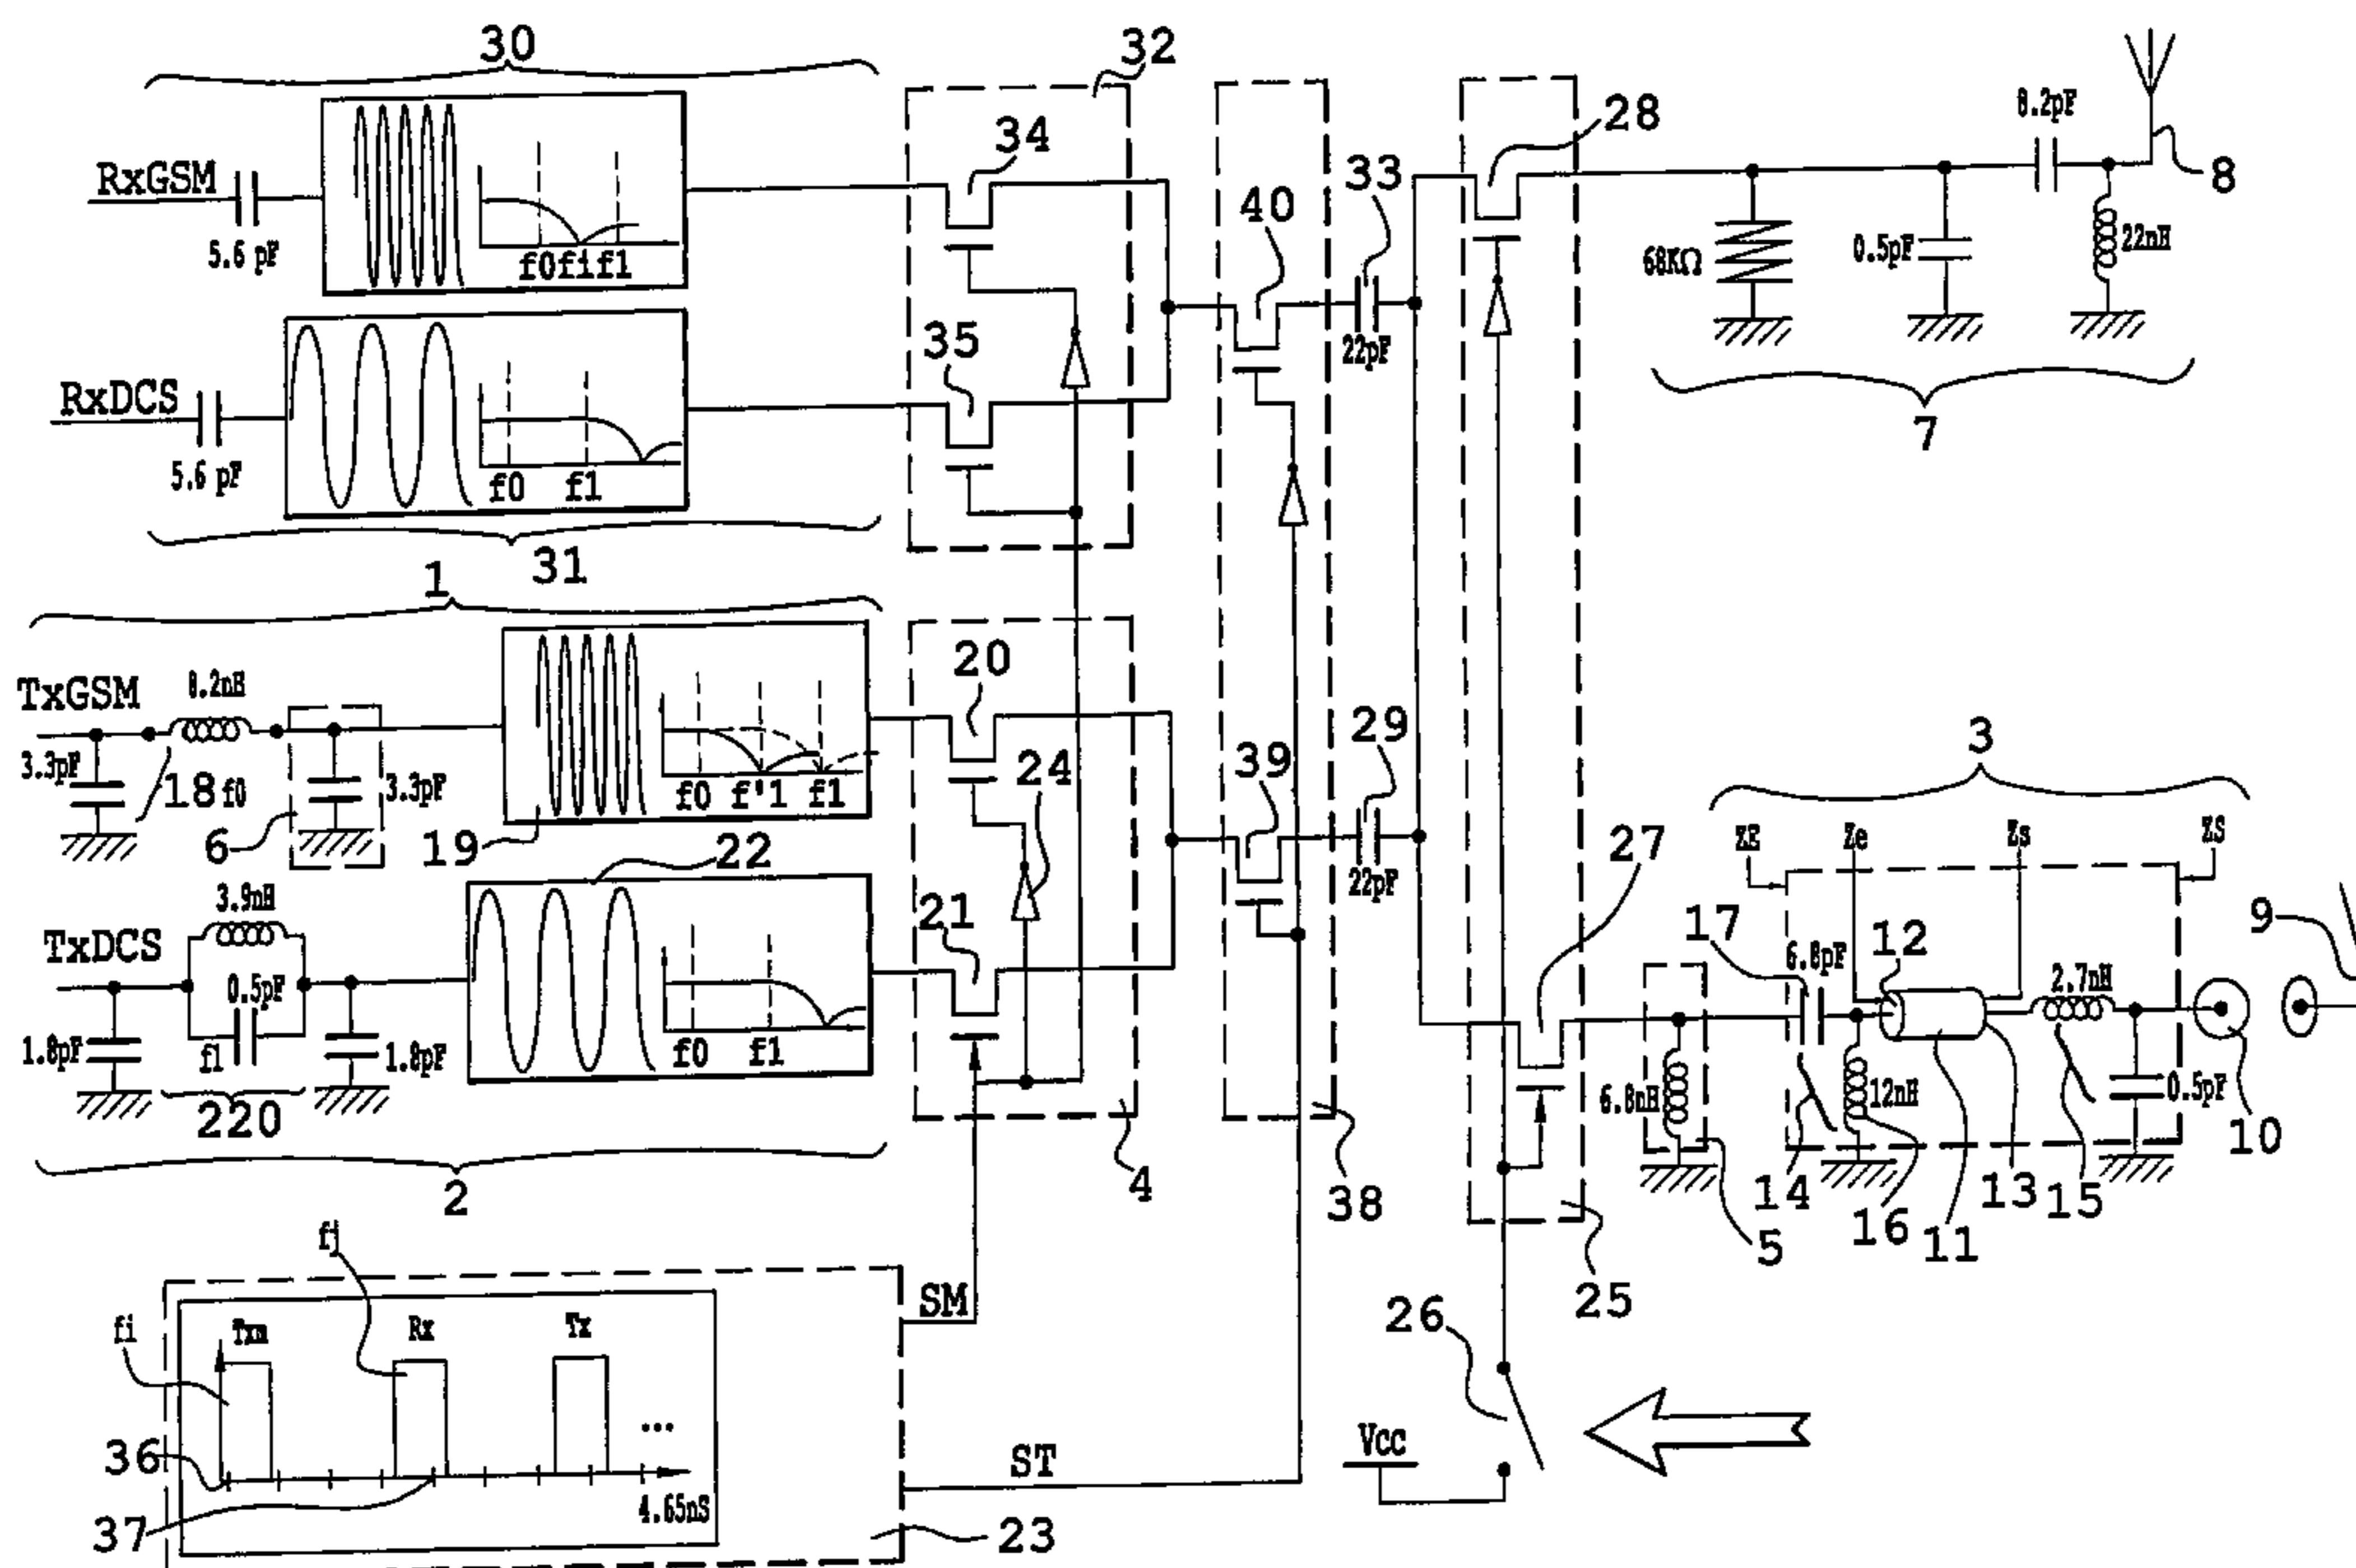 30
32
RxGSM
5.6 pF
f0fif1
34
28
8.2pF
8
33
40
22pF
68KΩ
0.5pF
22nH
7
RxDCS
5.6 pF
f0 f1
35
31
1
TxGSM
8.2nH
3.3pF
18 f0
6
3.3pF
19
f0 f'1 f1
20
24
39
29
22pF
22
TxDCS
3.9nH
0.5pF
1.8pF
f1
1.8pF
220
f0 f1
21
2
4
38
27
3
ZE
Ze
Zs
ZS
17
6.8pF
12
2.7nH
9
6.8nH
12nH
0.5pF
10
14
16
11
13
15
5
25
fj
SM
fi
Txm
Rx
Tx
...
36
4.65nS
37
ST
23
26
Vcc